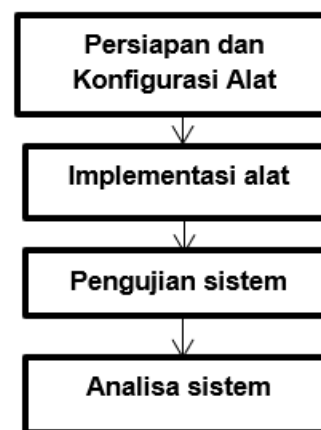 Persiapan dan
Konfigurasi Alat
Implementasi alat
Pengujian sistem
Analisa sistem